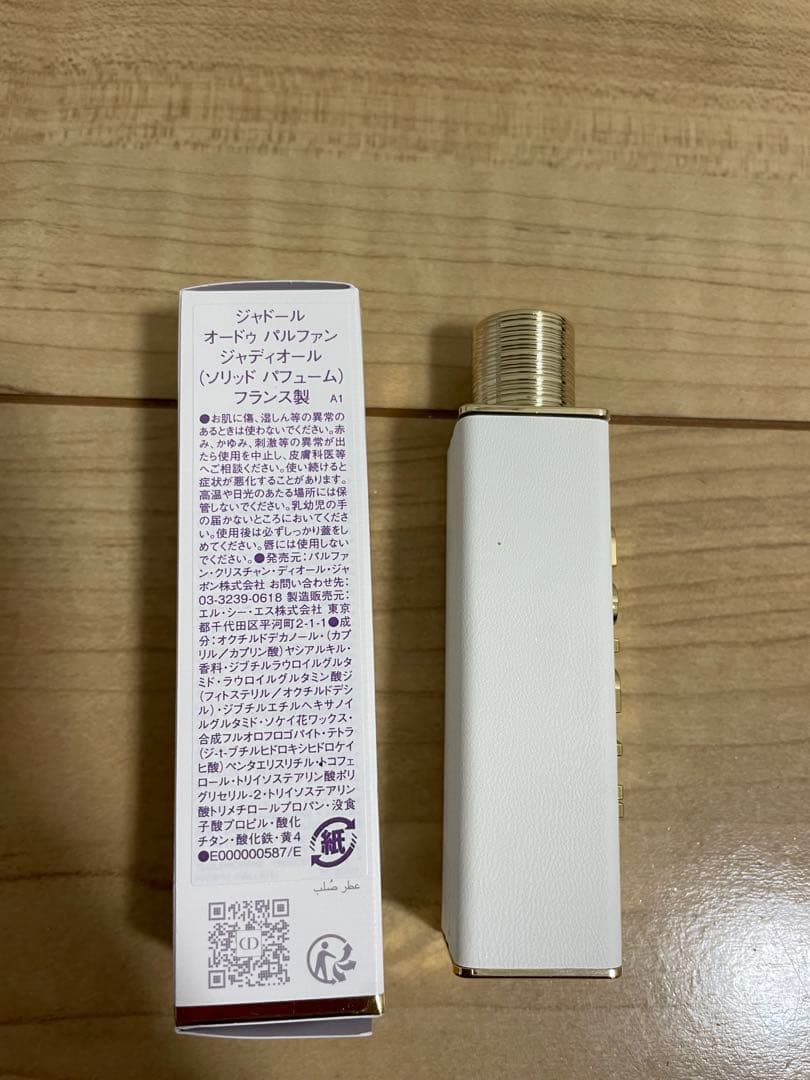 ジャドール
オードゥ パルファン
ジャディオール
(ソリッド パフューム)
フランス製 A1
●お肌に傷、湿しん等の異常の
あるときは使わないでください。赤
み、かゆみ、刺激等の異常が出
たら使用を中止し、皮膚科医等
へご相談ください。使い続けると
症状が悪化することがあります。
高温や日光のあたる場所には保
管しないでください。乳幼児の手
の届かないところにおいてくださ
い。使用後は必ずしっかり蓋をし
めてください。唇には使用しない
でください。●発売元:パルファ
ン・クリスチャン・ディオール・ジャ
ポン株式会社 お問い合わせ先:
03-3239-0618 製造販売元:
エル・シー・エス株式会社 東京
都千代田区平河町2-1-1●成
分:オクチルドデカノール・(カプ
リル/カプリン酸)ヤシアルキル・
香料・ジブチルラウロイルグルタ
ミド・ラウロイルグルタミン酸ジ
(フィトステリル/オクチルドデシ
ル)・ジブチルエチルヘキサノイ
ルグルタミド・ソケイ花ワックス・
合成フルオロフロゴパイト・テトラ
(ジ-t-ブチルヒドロキシヒドロケイ
ヒ酸)ペンタエリスリチル・トコフェ
ロール・トリイソステアリン酸ポリ
グリセリル-2・トリイソステアリン
酸トリメチロールプロパン・没食
子酸プロピル・酸化
チタン・酸化鉄・黄4
●E000000587/E
紙
عطر صُلب
CD